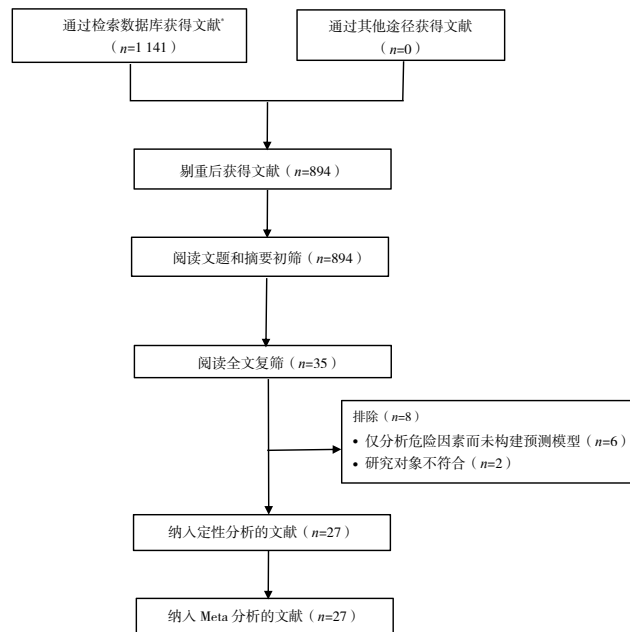 通过检索数据库获得文献*
（n=1 141）
通过其他途径获得文献
（n=0）
剔重后获得文献（n=894）
阅读文题和摘要初筛（n=894）
阅读全文复筛（n=35）
排除（n=8）
• 仅分析危险因素而未构建预测模型（n=6）
• 研究对象不符合（n=2）
纳入定性分析的文献（n=27）
纳入 Meta 分析的文献（n=27）